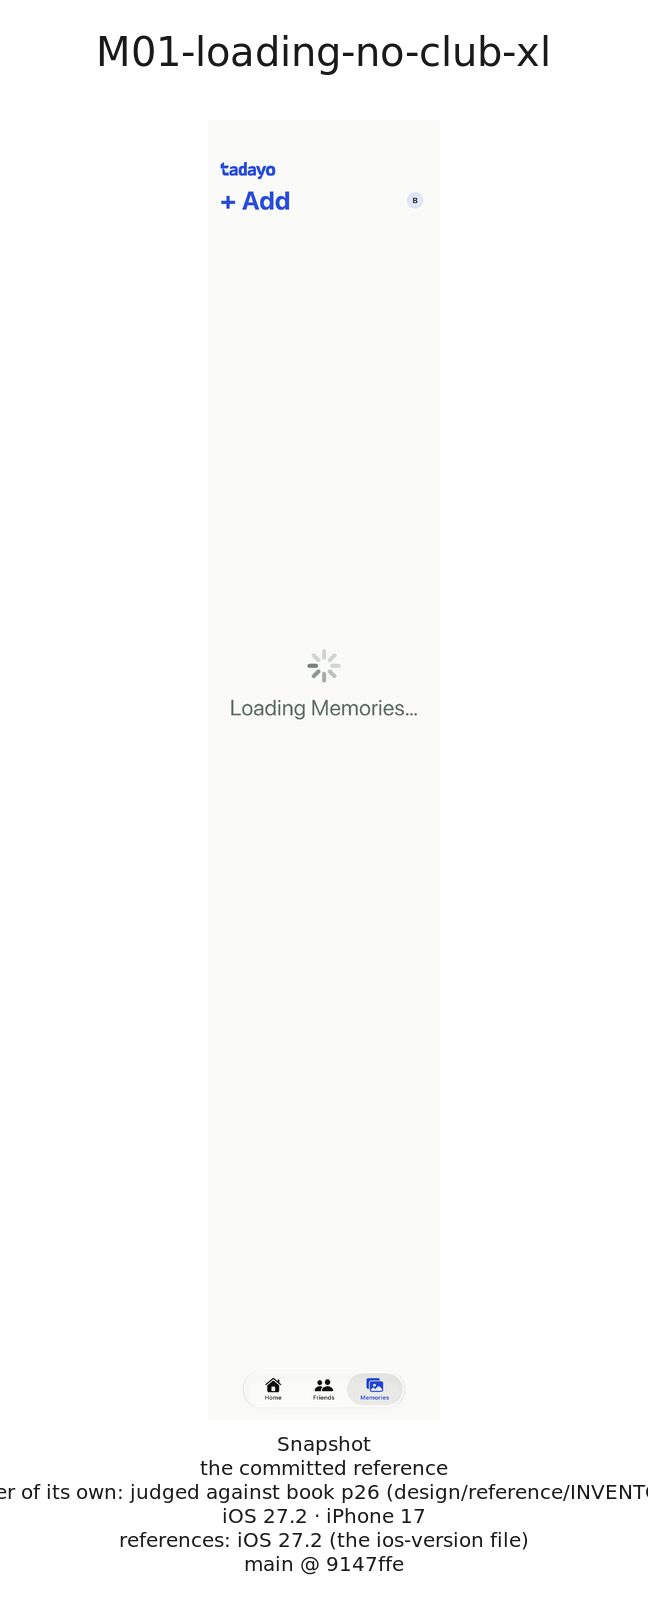 M01-loading-no-club-xl
tadayo
+ Add
B
Loading Memories...
Home
Friends
Memories
Snapshot
the committed reference
of its own: judged against book p26 (design/reference/
iOS 27.2 · iPhone 17
references: iOS 27.2 (the ios-version file)
main @ 9147ffe